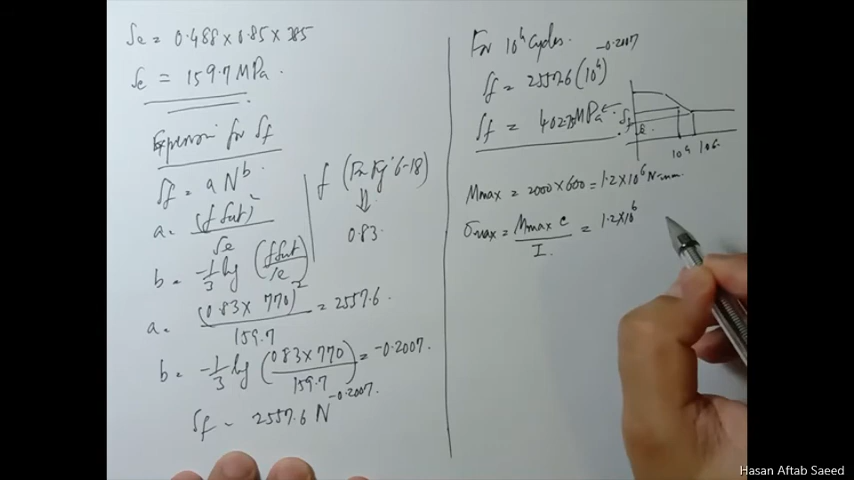 Se = 0.488 x 0.85 x 385
Se = 159.7 MPa.
Expression for Sf
Sf = a N^b.
a = (f Sut)^2
Se
b = -1/3 log (f Sut / Se)
f (Fig 6-18)
⇓
0.83
a = (0.83 x 770)^2 / 159.7 = 2557.6
b = -1/3 log (0.83 x 770 / 159.7) = -0.2007.
Sf = 2557.6 N^-0.2007.
For 10^4 Cycles.
Sf = 2557.6 (10^4)^-0.2007
Sf = 402.78 MPa ←
Sf
Se
10^4 10^6
Mmax = 2000 x 600 = 1.2 x 10^6 N-mm.
σmax = Mmax c / I = 1.2 x 10^6
Hasan Aftab Saeed